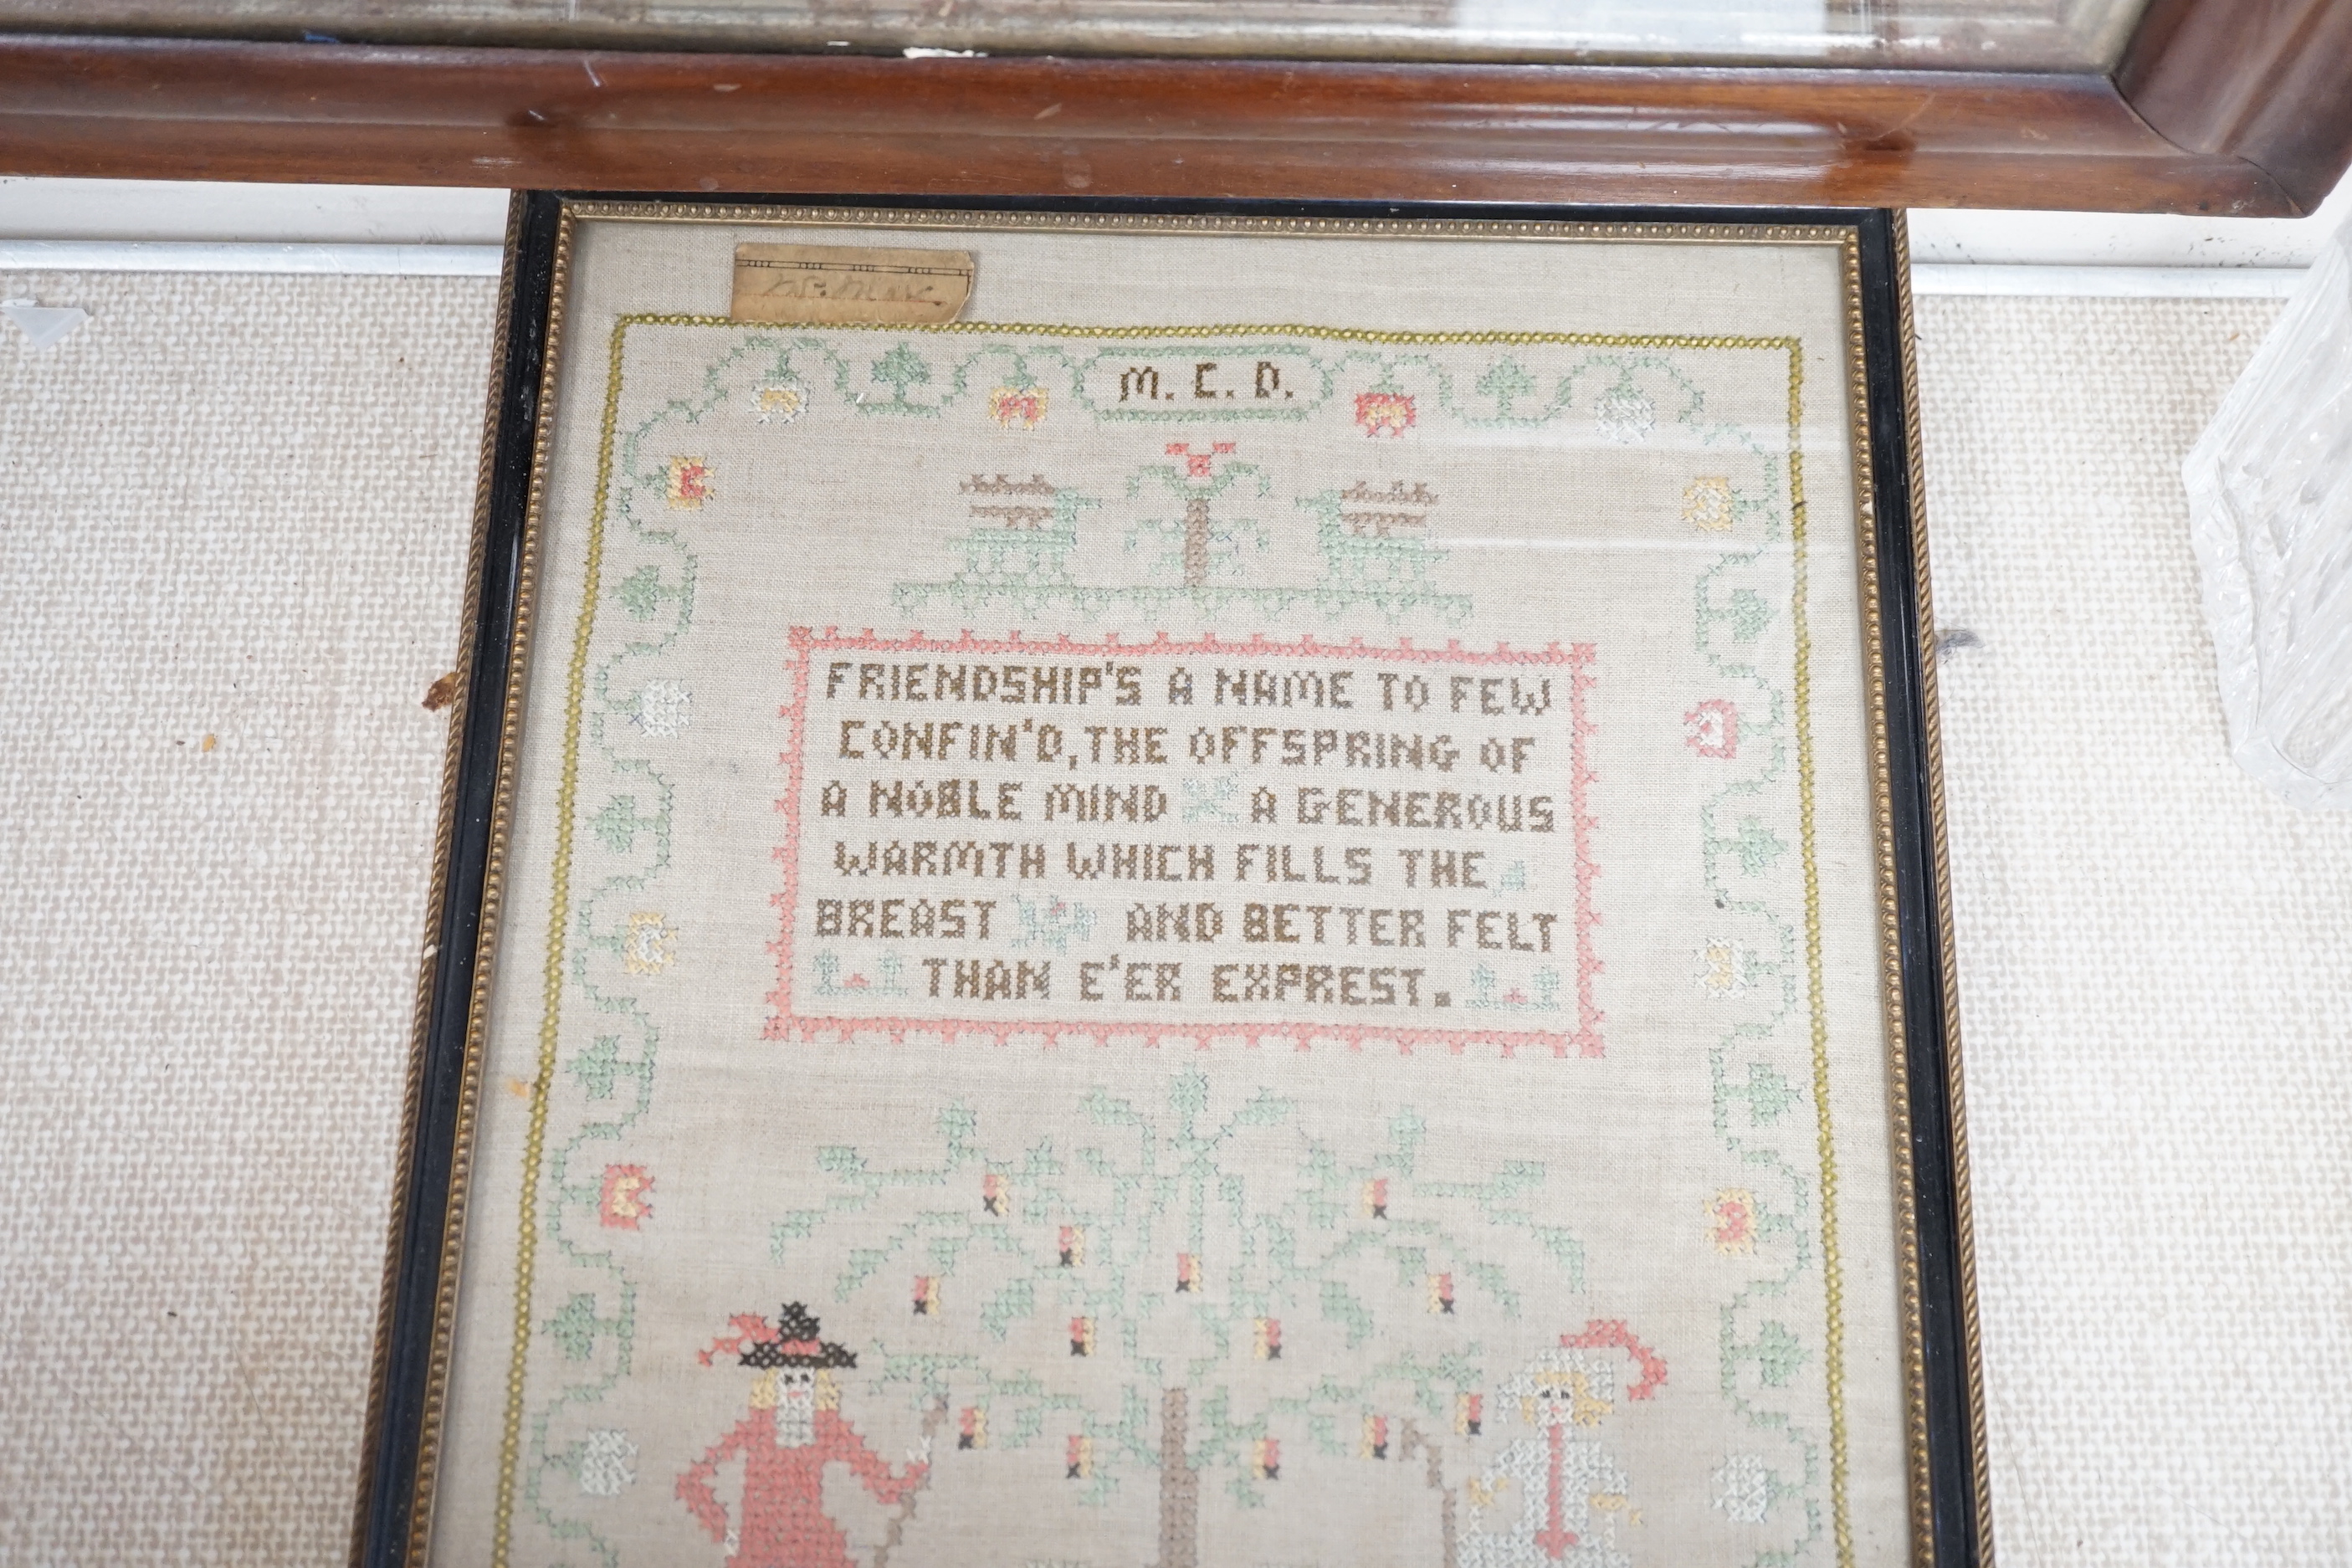 M. C. D.
FRIENDSHIP'S A NAME TO FEW
CONFIN'D, THE OFFSPRING OF
A NOBLE MIND A GENEROUS
WARMTH WHICH FILLS THE
BREAST AND BETTER FELT
THAN E'ER EXPREST.